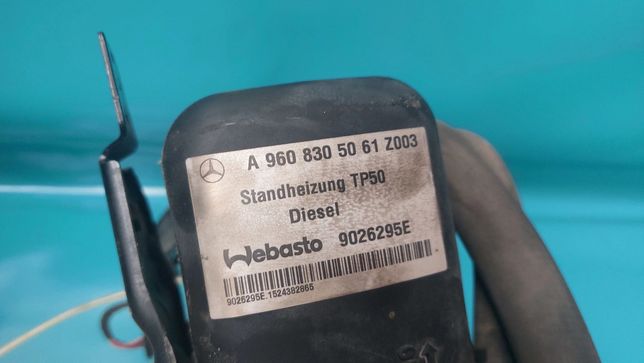 A 960 830 50 61 Z003
Standheizung TP50
Diesel
Webasto 9026295E
9026295E.1524382865